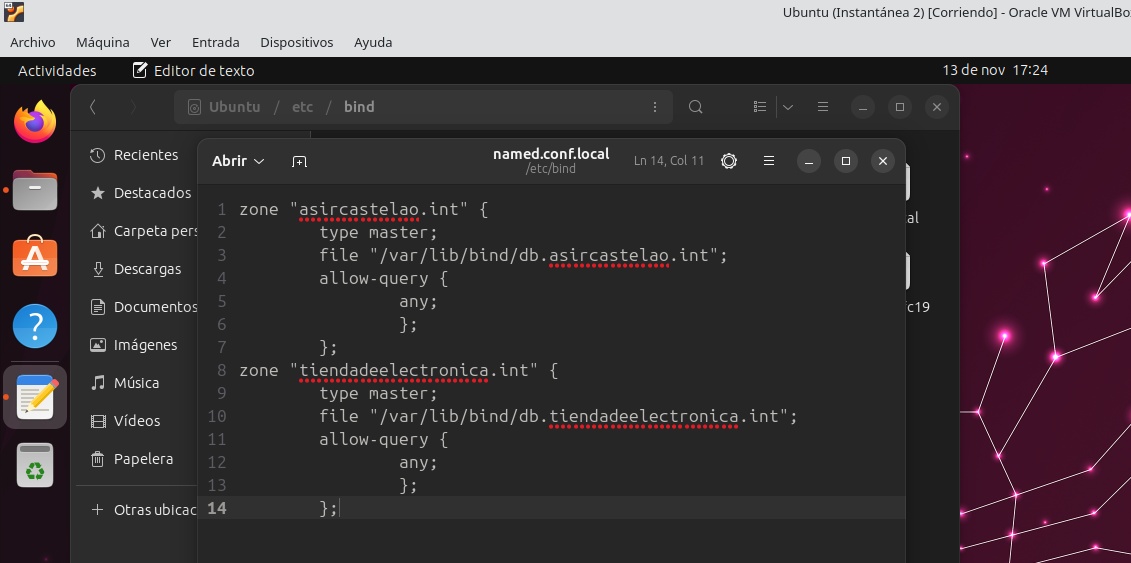 Ubuntu (Instantánea 2) [Corriendo] - Oracle VM VirtualBo
Archivo Máquina Ver Entrada Dispositivos Ayuda
Actividades Editor de texto 13 de nov 17:24
Ubuntu / etc / bind
Recientes
Destacados
Carpeta pers
Descargas
Documentos
Imágenes
Música
Vídeos
Papelera
+ Otras ubicac
Abrir named.conf.local Ln 14, Col 11
/etc/bind
1 zone "asircastelao.int" {
2 type master;
3 file "/var/lib/bind/db.asircastelao.int";
4 allow-query {
5 any;
6 };
7 };
8 zone "tiendadeelectronica.int" {
9 type master;
10 file "/var/lib/bind/db.tiendadeelectronica.int";
11 allow-query {
12 any;
13 };
14 };
al
c19